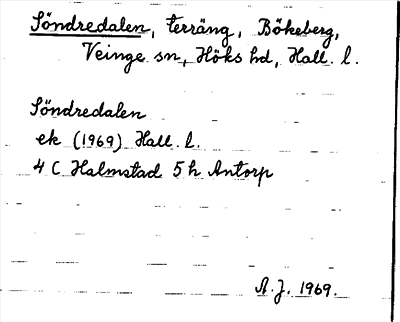 Söndredalen, terräng, Bökeberg,
Veinge sn, Höks hd, Hall. l.
Söndredalen
ek (1969) Hall. l.
4 C Halmstad 5 h Antorp
A. J. 1969.